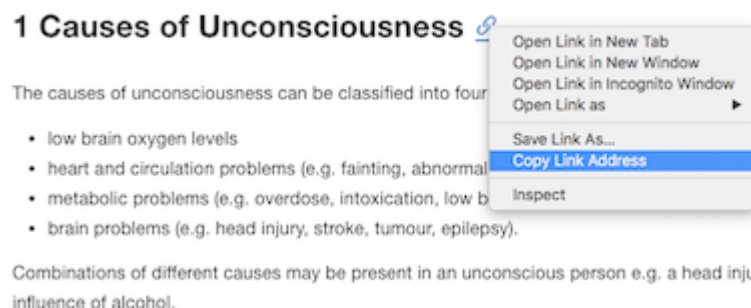 1 Causes of Unconsciousness
Open Link in New Tab
Open Link in New Window
Open Link in Incognito Window
Open Link as
Save Link As...
Copy Link Address
Inspect
The causes of unconsciousness can be classified into four
• low brain oxygen levels
• heart and circulation problems (e.g. fainting, abnormal
• metabolic problems (e.g. overdose, intoxication, low
• brain problems (e.g. head injury, stroke, tumour, epilepsy).
Combinations of different causes may be present in an unconscious person e.g. a head
influence of alcohol.